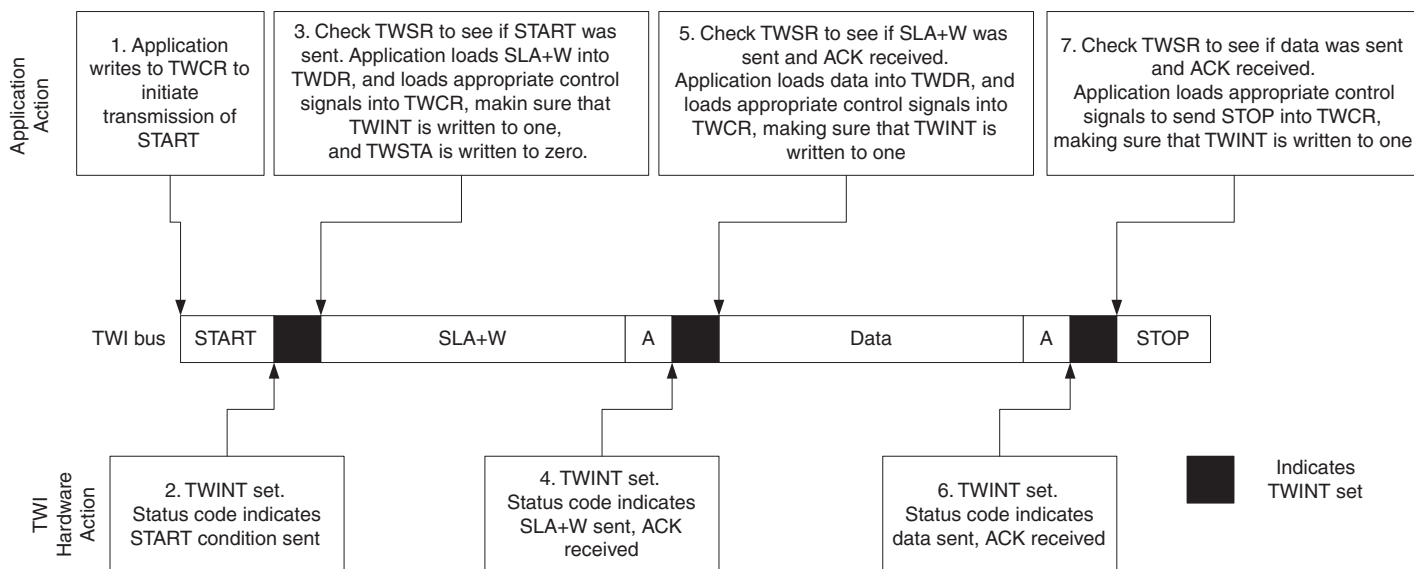 Application
Action
1. Application
writes to TWCR to
initiate
transmission of
START
3. Check TWSR to see if START was
sent. Application loads SLA+W into
TWDR, and loads appropriate control
signals into TWCR, makin sure that
TWINT is written to one,
and TWSTA is written to zero.
5. Check TWSR to see if SLA+W was
sent and ACK received.
Application loads data into TWDR, and
loads appropriate control signals into
TWCR, making sure that TWINT is
written to one
7. Check TWSR to see if data was sent
and ACK received.
Application loads appropriate control
signals to send STOP into TWCR,
making sure that TWINT is written to one
TWI bus
START
SLA+W
A
Data
A
STOP
TWI
Hardware
Action
2. TWINT set.
Status code indicates
START condition sent
4. TWINT set.
Status code indicates
SLA+W sent, ACK
received
6. TWINT set.
Status code indicates
data sent, ACK received
Indicates
TWINT set